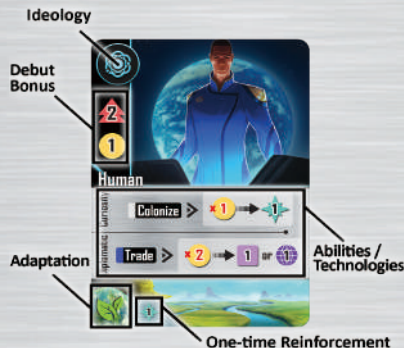 Ideology
Debut
Bonus
2
1
Human
Curiosity
Colonize
×1
1
Trade
×2
1 or 1
Adaptation
Abilities /
Technologies
1
One-time Reinforcement